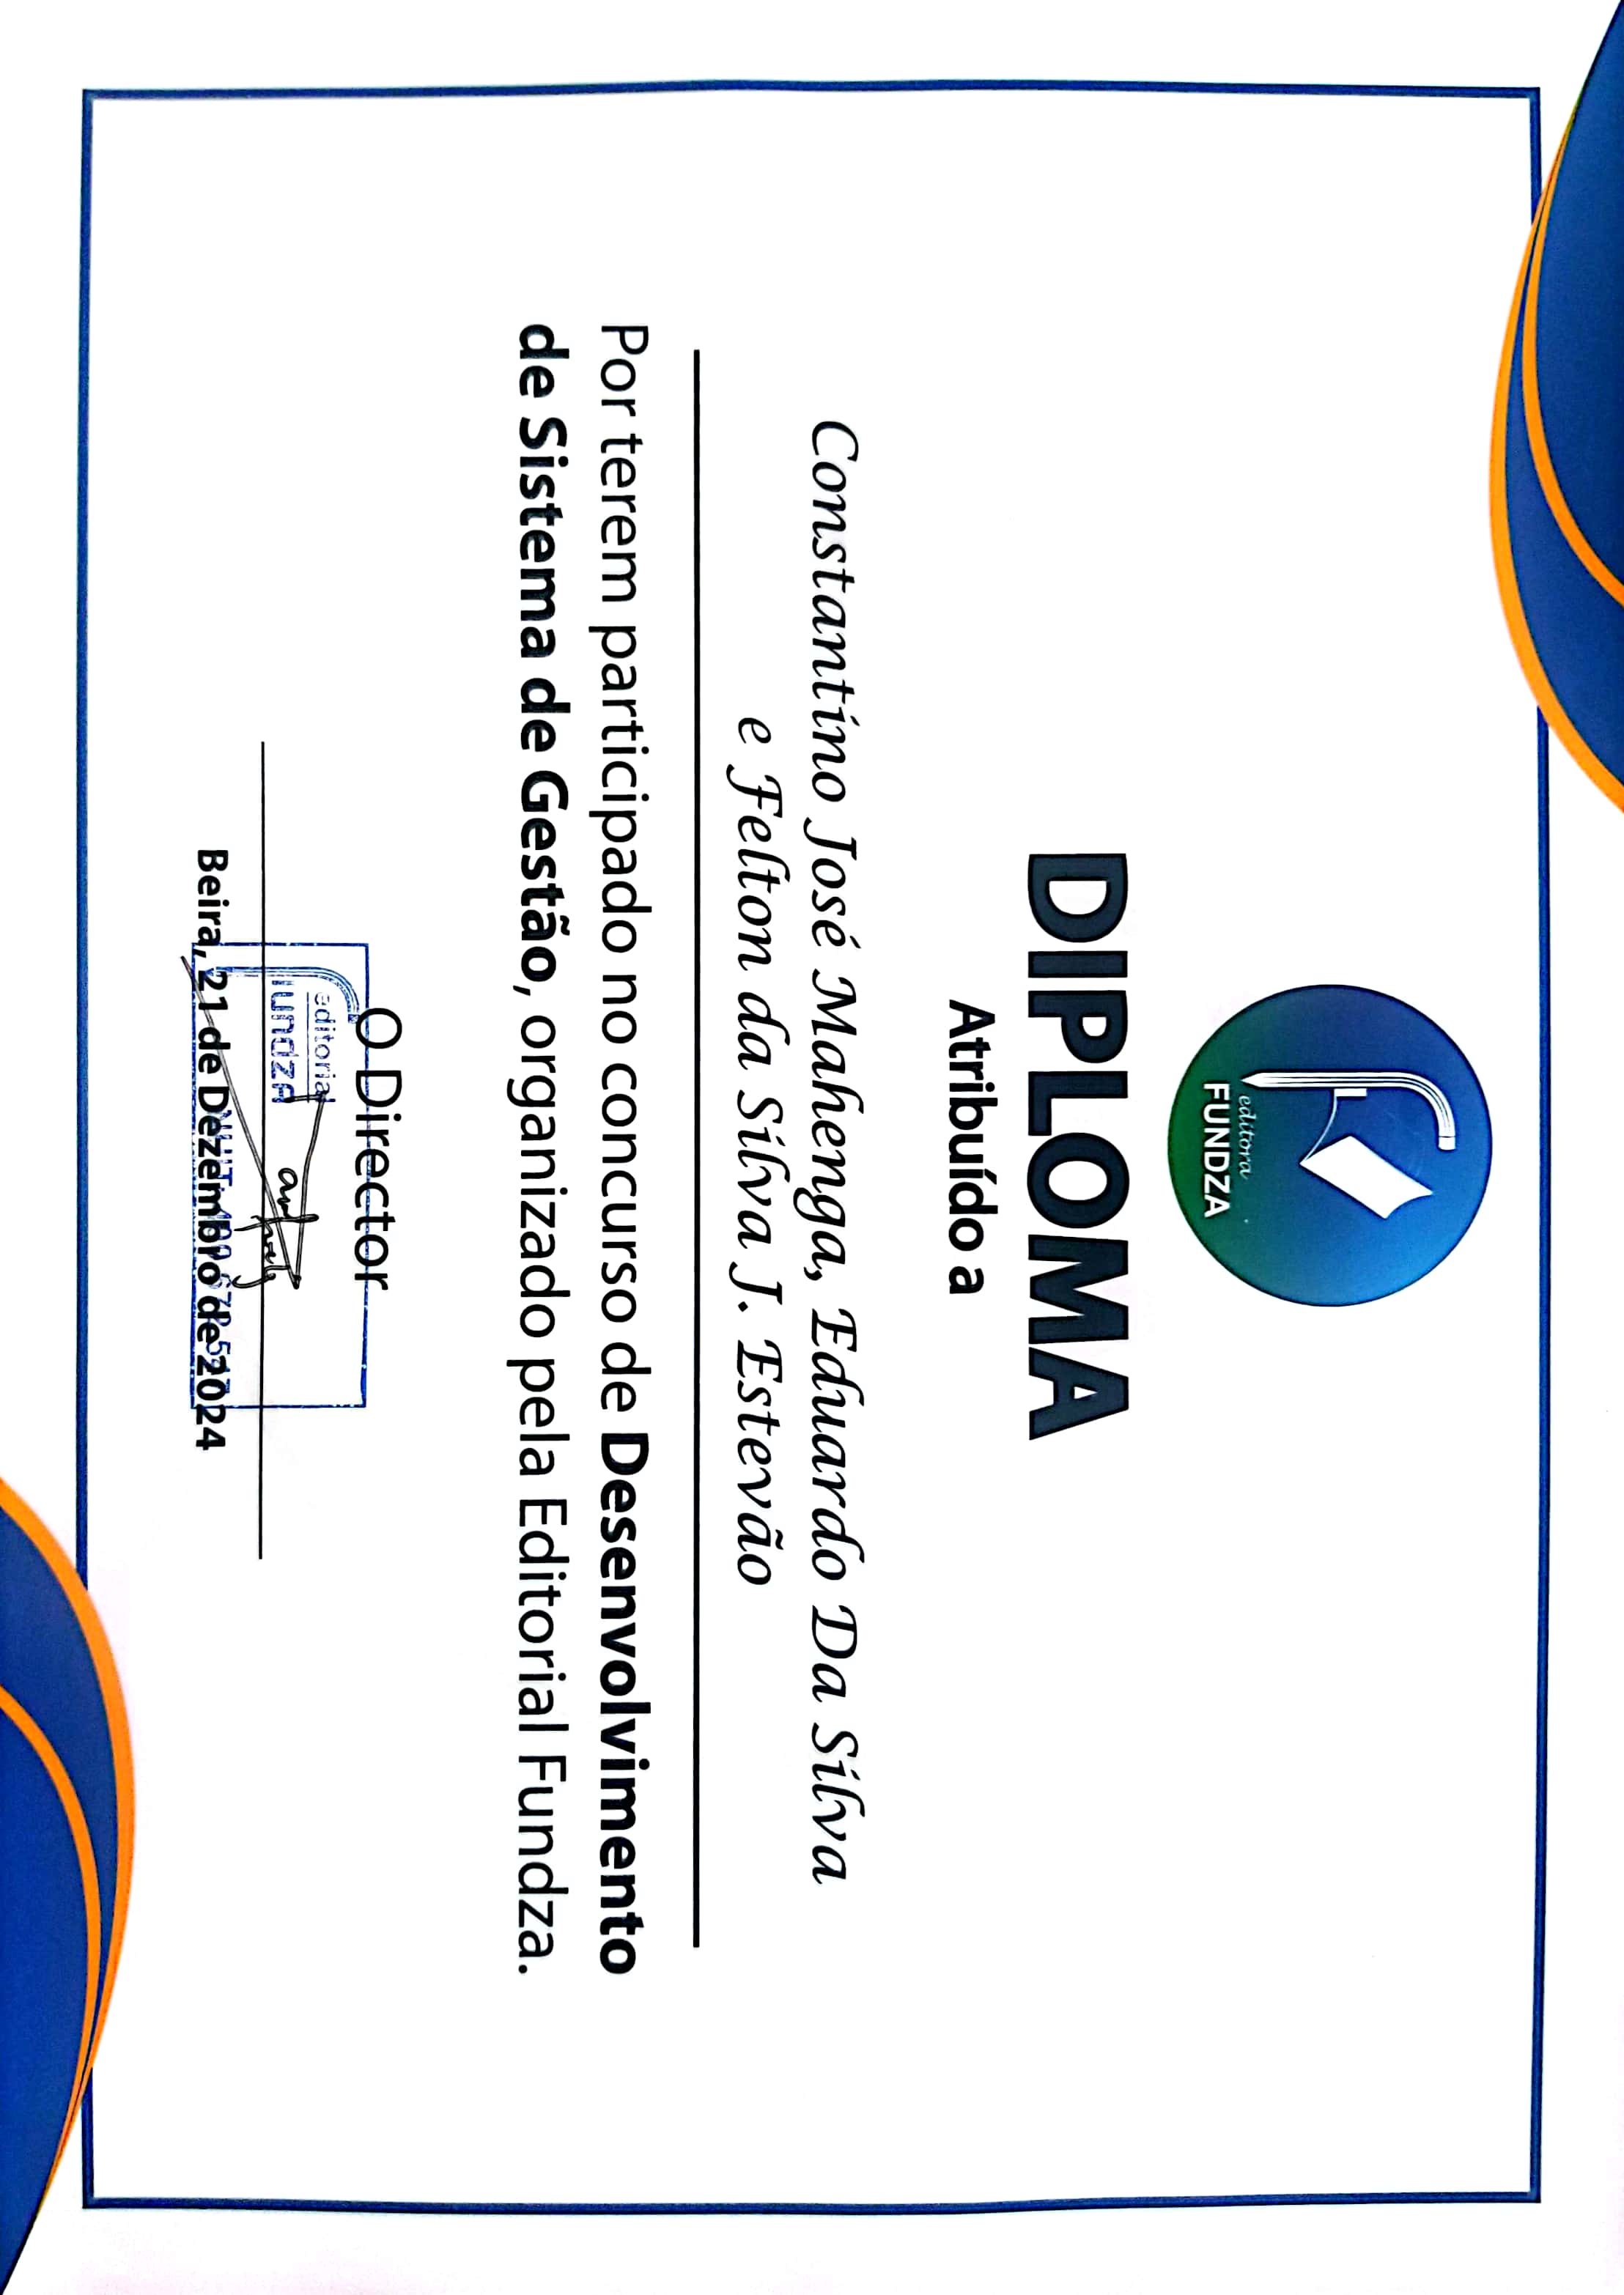 editora
FUNDZA
DIPLOMA
Atribuído a
Constantino José Mahenga, Eduardo Da Silva
e Felton da Silva J. Estevão
Por terem participado no concurso de Desenvolvimento
de Sistema de Gestão, organizado pela Editorial Fundza.
O Director
editorial
FUNDZA
Beira, 21 de Dezembro de 2024